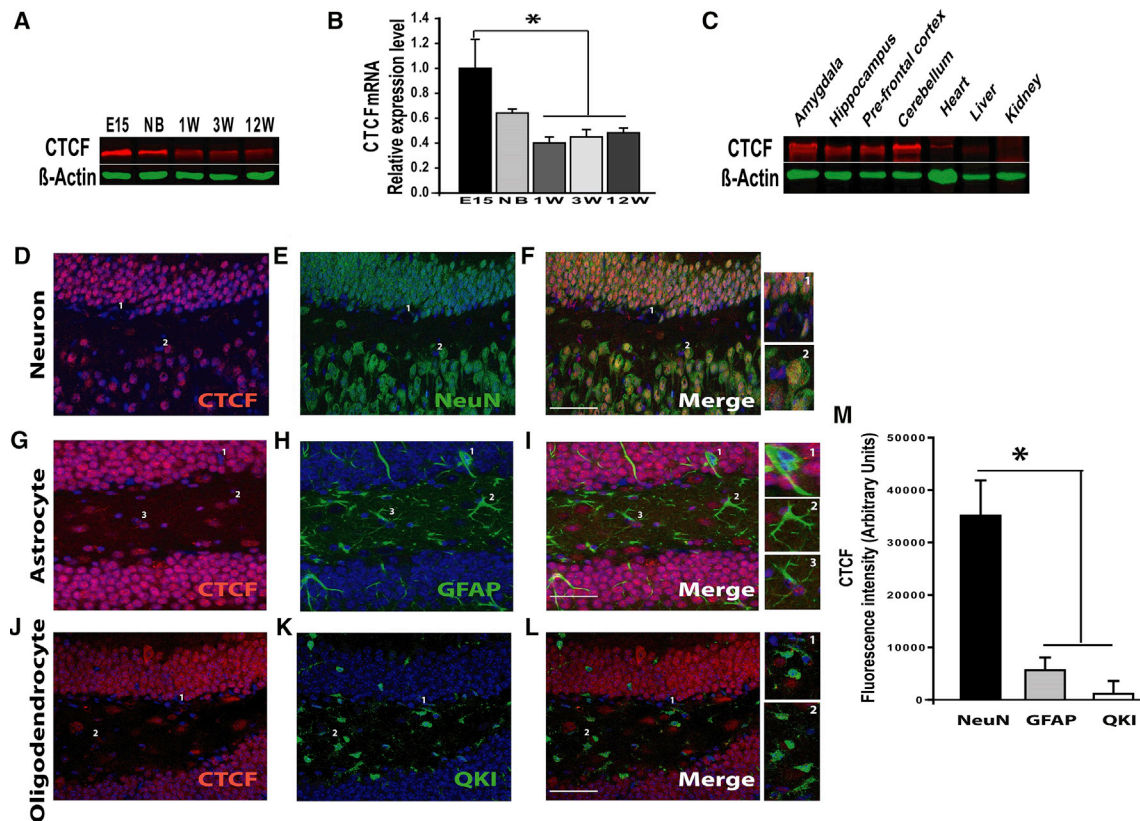 A
E15 NB 1W 3W 12W
CTCF
ß-Actin
B
*
CTCF mRNA
Relative expression level
1.4
1.2
1.0
0.8
0.6
0.4
0.2
0.0
E15 NB 1W 3W 12W
C
Amygdala
Hippocampus
Pre-frontal cortex
Cerebellum
Heart
Liver
Kidney
CTCF
ß-Actin
Neuron
D
1
2
CTCF
E
1
2
NeuN
F
1
2
Merge
1
2
Astrocyte
G
1
2
3
CTCF
H
1
2
3
GFAP
I
1
2
3
Merge
1
2
3
Oligodendrocyte
J
1
2
CTCF
K
1
2
QKI
L
1
2
Merge
1
2
M
*
CTCF
Fluorescence intensity (Arbitrary Units)
50000
40000
30000
20000
10000
0
NeuN GFAP QKI